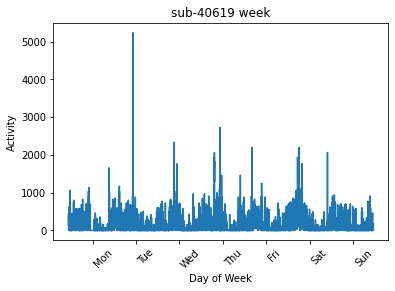 sub-40619 week
5000
4000
3000
2000
1000
0
Activity
Mon
Tue
Wed
Thu
Fri
Sat
Sun
Day of Week